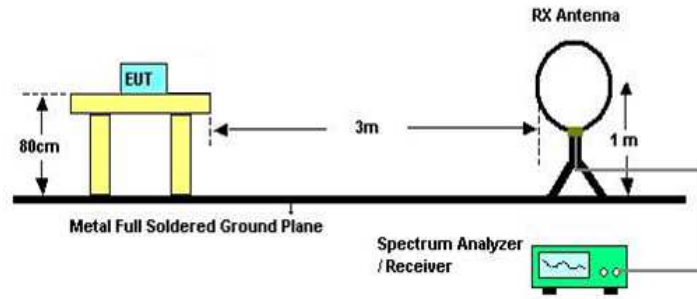 RX Antenna
EUT
3m
80cm
1 m
Metal Full Soldered Ground Plane
Spectrum Analyzer
/ Receiver